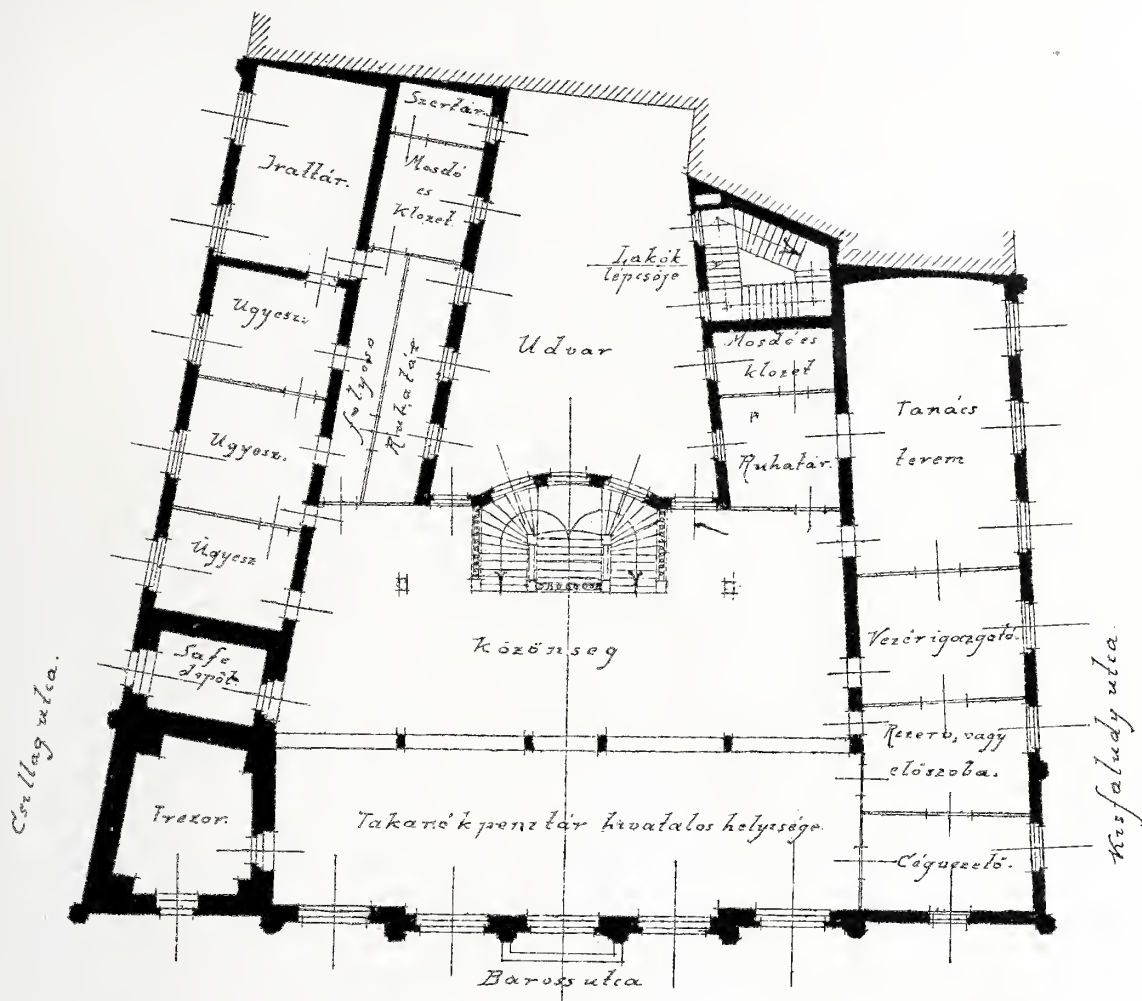 Szertár.
Irattár.
Mosdó
és
klozet.
Lakók
lépcsője
Ügyész.
Udvar
Mosdó és
klozet
folyosó
Ruhatár
Tanács
terem
Ügyész.
Ruhatár.
Ügyész
Közönség
Safe
depôt.
Vezérigazgató.
Csillag utca.
Kisfaludy utca.
Rezerv, vagy
előszoba.
Trezor.
Takarékpénztár hivatalos helyisége.
Cégvezető.
Baross utca